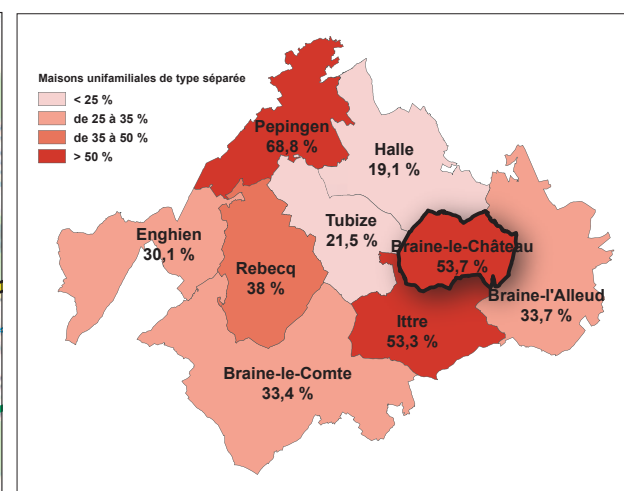 Maisons unifamiliales de type séparée
< 25 %
de 25 à 35 %
de 35 à 50 %
> 50 %
Pepingen
68,8 %
Halle
19,1 %
Enghien
30,1 %
Rebecq
38 %
Tubize
21,5 %
Braine-le-Château
53,7 %
Braine-l'Alleud
33,7 %
Ittre
53,3 %
Braine-le-Comte
33,4 %